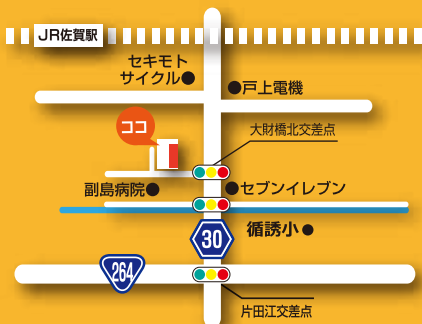 JR佐賀駅
セキモト
サイクル
戸上電機
ココ
大財橋北交差点
副島病院
セブンイレブン
30
循誘小
264
片田江交差点